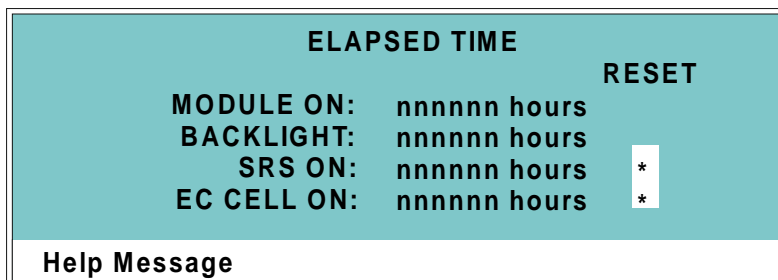 ELAPSED TIME
RESET
MODULE ON: nnnnnn hours
BACKLIGHT: nnnnnn hours
SRS ON: nnnnnn hours *
EC CELL ON: nnnnnn hours *
Help Message